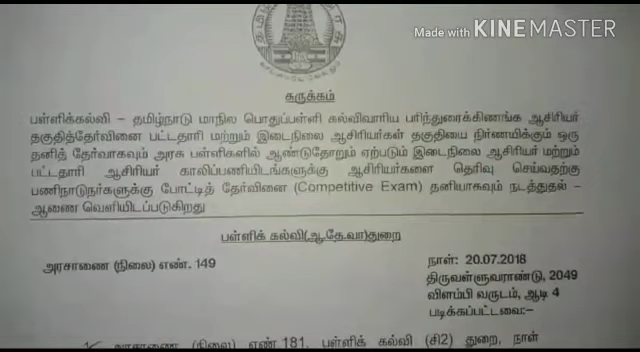 Made with KINEMASTER
சுருக்கம்
பள்ளிக்கல்வி – தமிழ்நாடு மாநில பொதுப்பள்ளி கல்விவாரிய பரிந்துரைக்கிணங்க ஆசிரியர்
தகுதித்தேர்வினை பட்டதாரி மற்றும் இடைநிலை ஆசிரியர்கள் தகுதியை நிர்ணயிக்கும் ஒரு
தனித் தேர்வாகவும் அரசு பள்ளிகளில் ஆண்டுதோறும் ஏற்படும் இடைநிலை ஆசிரியர் மற்றும்
பட்டதாரி ஆசிரியர் காலிப்பணியிடங்களுக்கு ஆசிரியர்களை தெரிவு செய்வதற்கு
பணிநாடுநர்களுக்கு போட்டித் தேர்வினை (Competitive Exam) தனியாகவும் நடத்துதல் –
ஆணை வெளியிடப்படுகிறது
பள்ளிக் கல்வி(ஆ.தே.வா)துறை
அரசாணை (நிலை) எண். 149
நாள்: 20.07.2018
திருவள்ளுவராண்டு, 2049
விளம்பி வருடம், ஆடி 4
படிக்கப்பட்டவை:-
அரசாணை (நிலை) எண்.181, பள்ளிக் கல்வி (சி2) துறை, நாள்